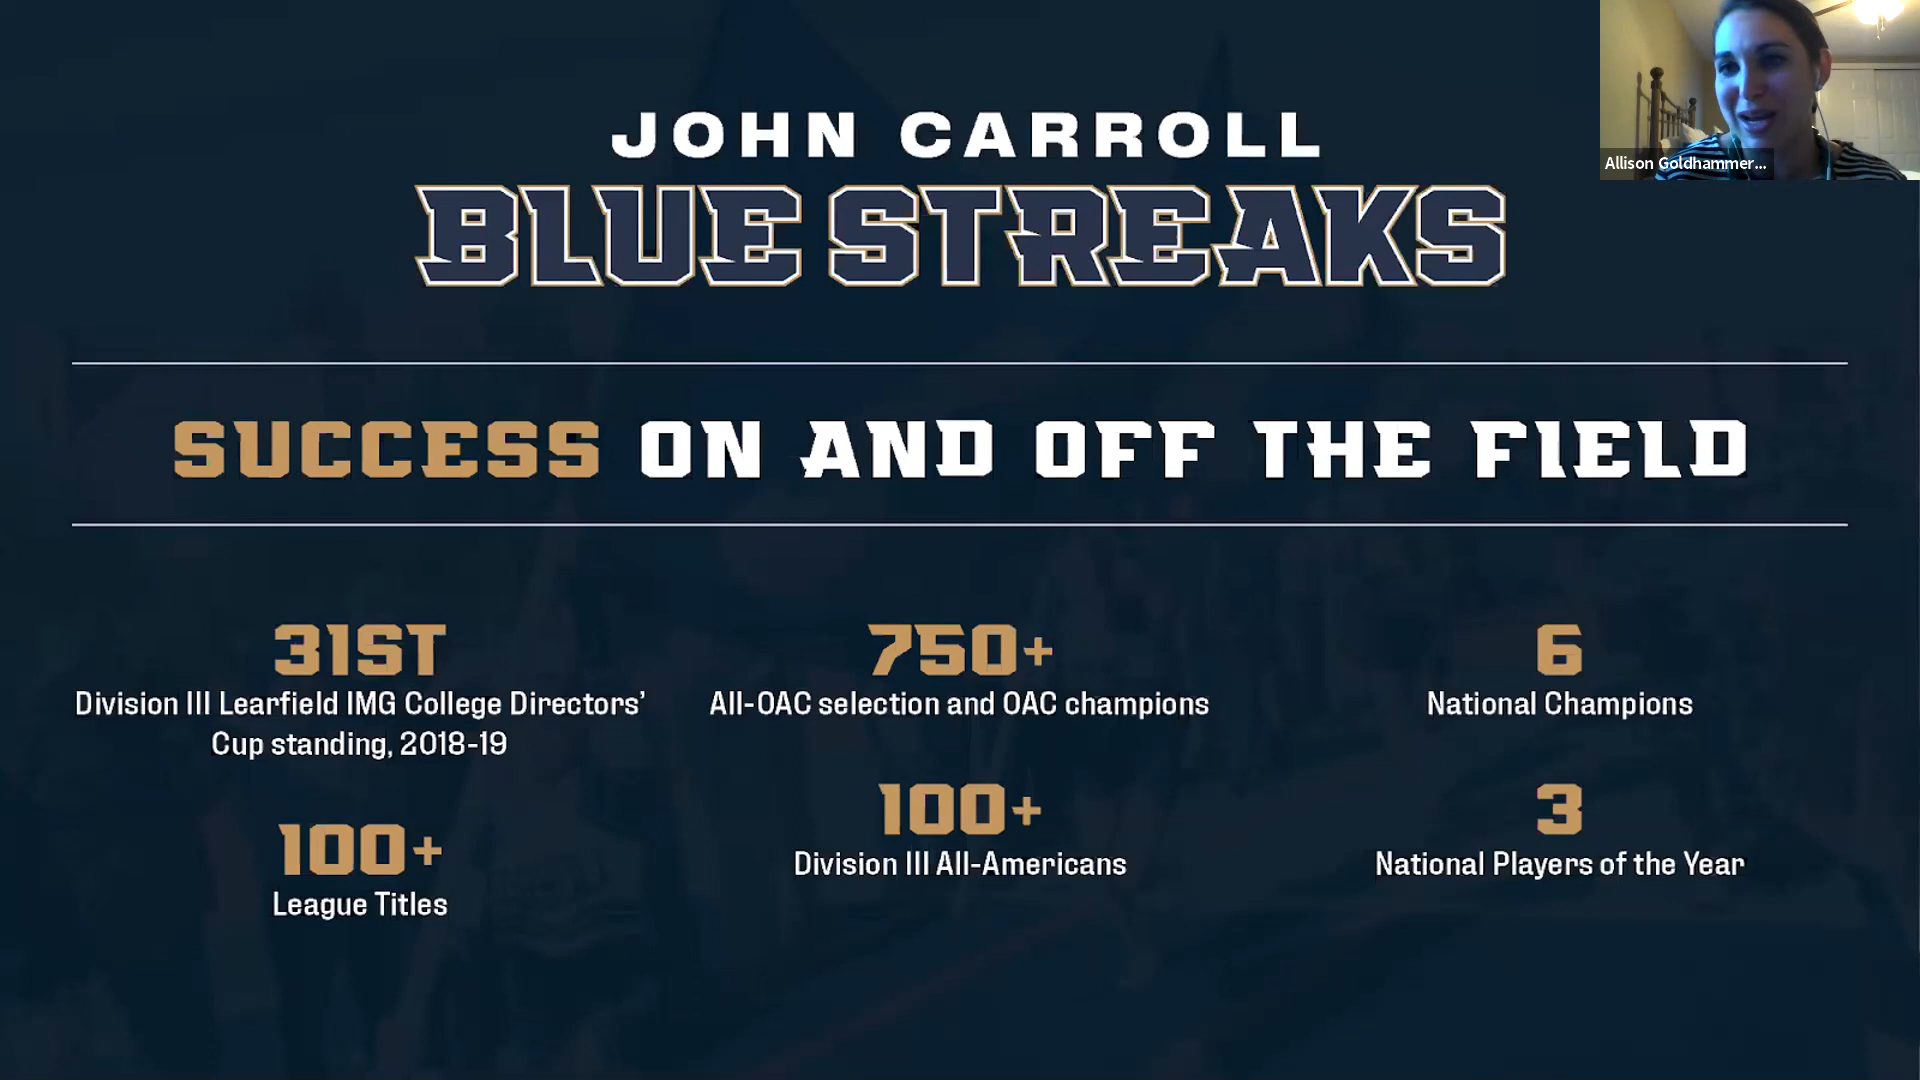 JOHN CARROLL
BLUE STREAKS
Allison Goldhammer...
SUCCESS ON AND OFF THE FIELD
31ST
Division III Learfield IMG College Directors’
Cup standing, 2018-19
100+
League Titles
750+
All-OAC selection and OAC champions
100+
Division III All-Americans
6
National Champions
3
National Players of the Year